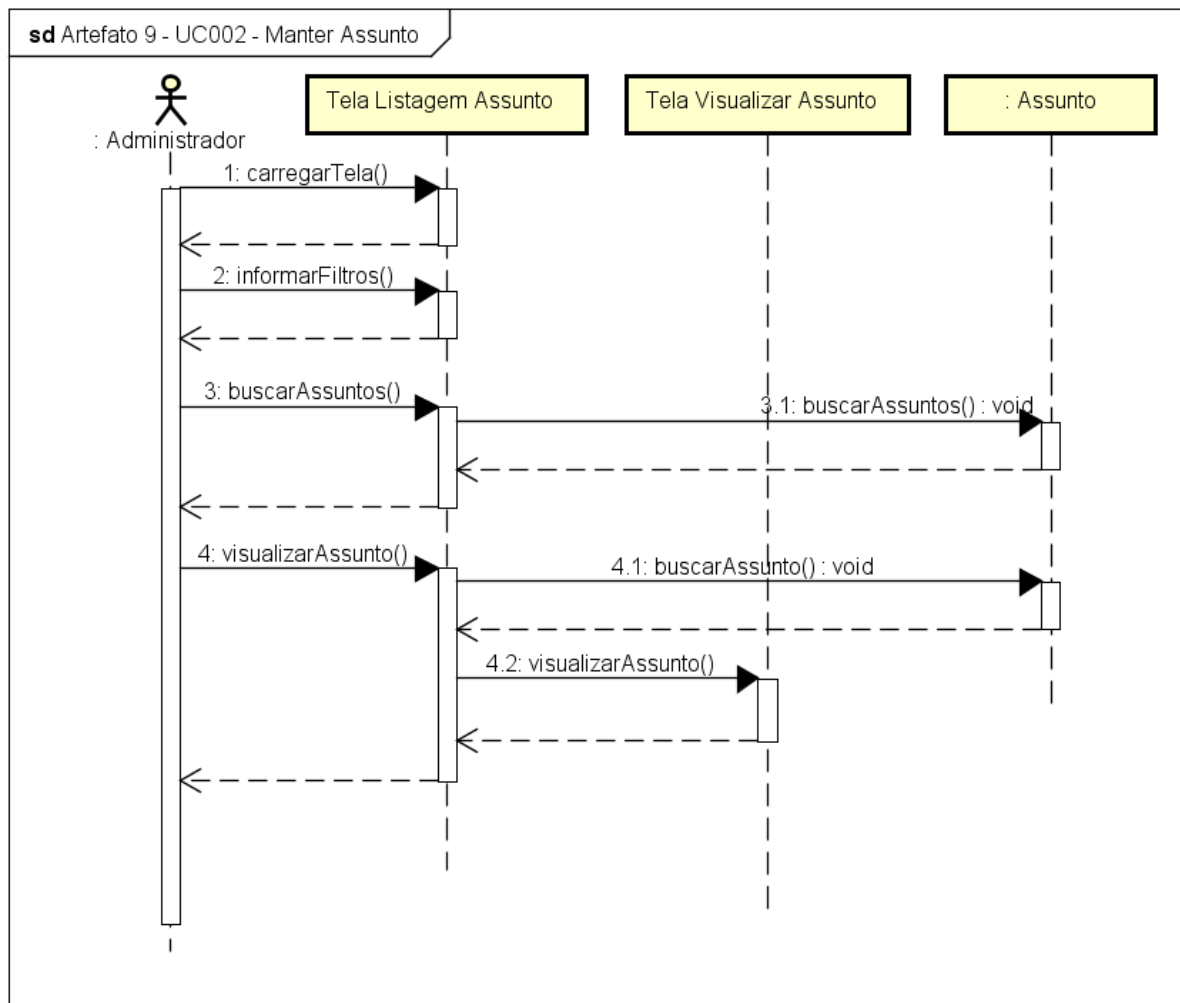 sd Artefato 9 - UC002 - Manter Assunto
Tela Listagem Assunto
Tela Visualizar Assunto
: Assunto
: Administrador
1: carregarTela()
2: informarFiltros()
3: buscarAssuntos()
3.1: buscarAssuntos() : void
4: visualizarAssunto()
4.1: buscarAssunto() : void
4.2: visualizarAssunto()